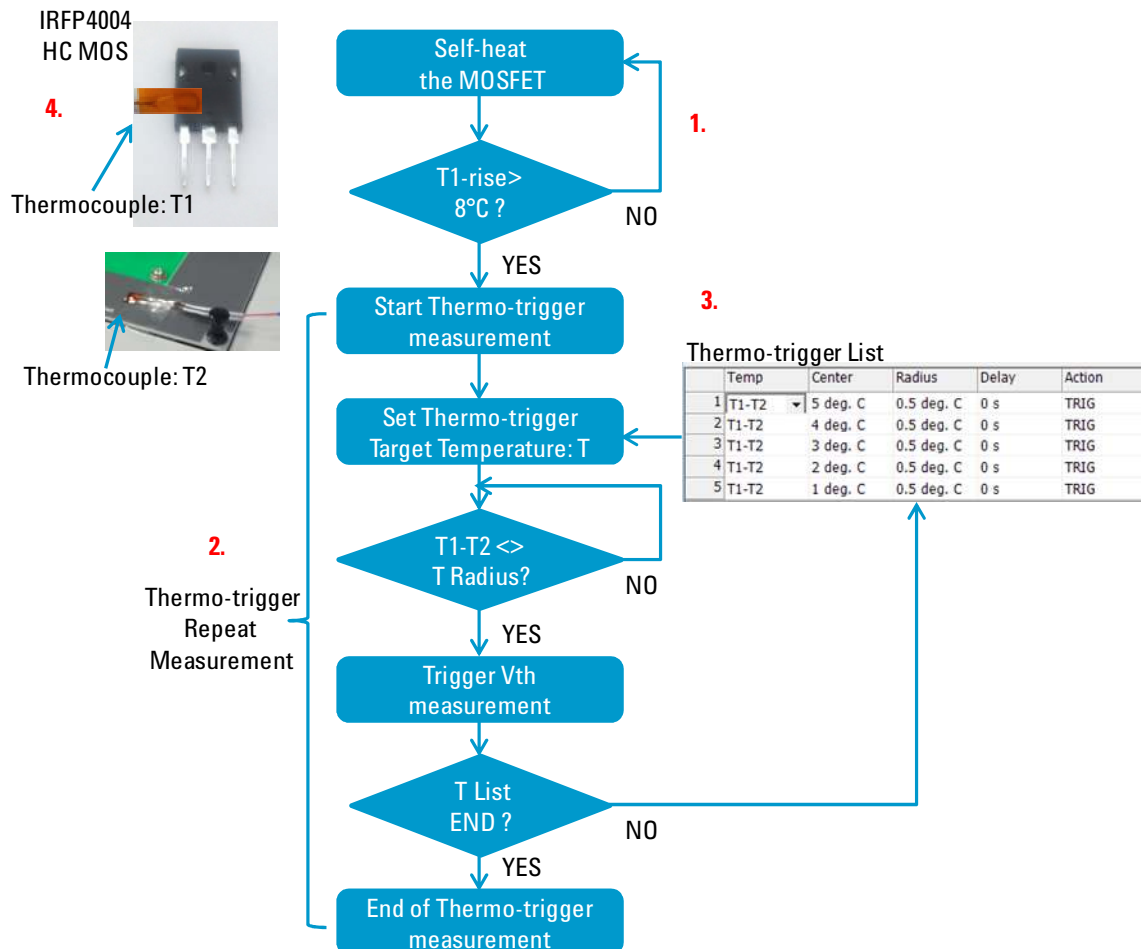 IRFP4004
HC MOS
4.
Thermocouple: T1
Thermocouple: T2
Self-heat
the MOSFET
1.
T1-rise>
8°C ?
NO
YES
Start Thermo-trigger
measurement
Set Thermo-trigger
Target Temperature: T
3.
Thermo-trigger List
Temp Center Radius Delay Action
1 T1-T2 5 deg. C 0.5 deg. C 0 s TRIG
2 T1-T2 4 deg. C 0.5 deg. C 0 s TRIG
3 T1-T2 3 deg. C 0.5 deg. C 0 s TRIG
4 T1-T2 2 deg. C 0.5 deg. C 0 s TRIG
5 T1-T2 1 deg. C 0.5 deg. C 0 s TRIG
2.
Thermo-trigger
Repeat
Measurement
T1-T2 <>
T Radius?
NO
YES
Trigger Vth
measurement
T List
END ?
NO
YES
End of Thermo-trigger
measurement